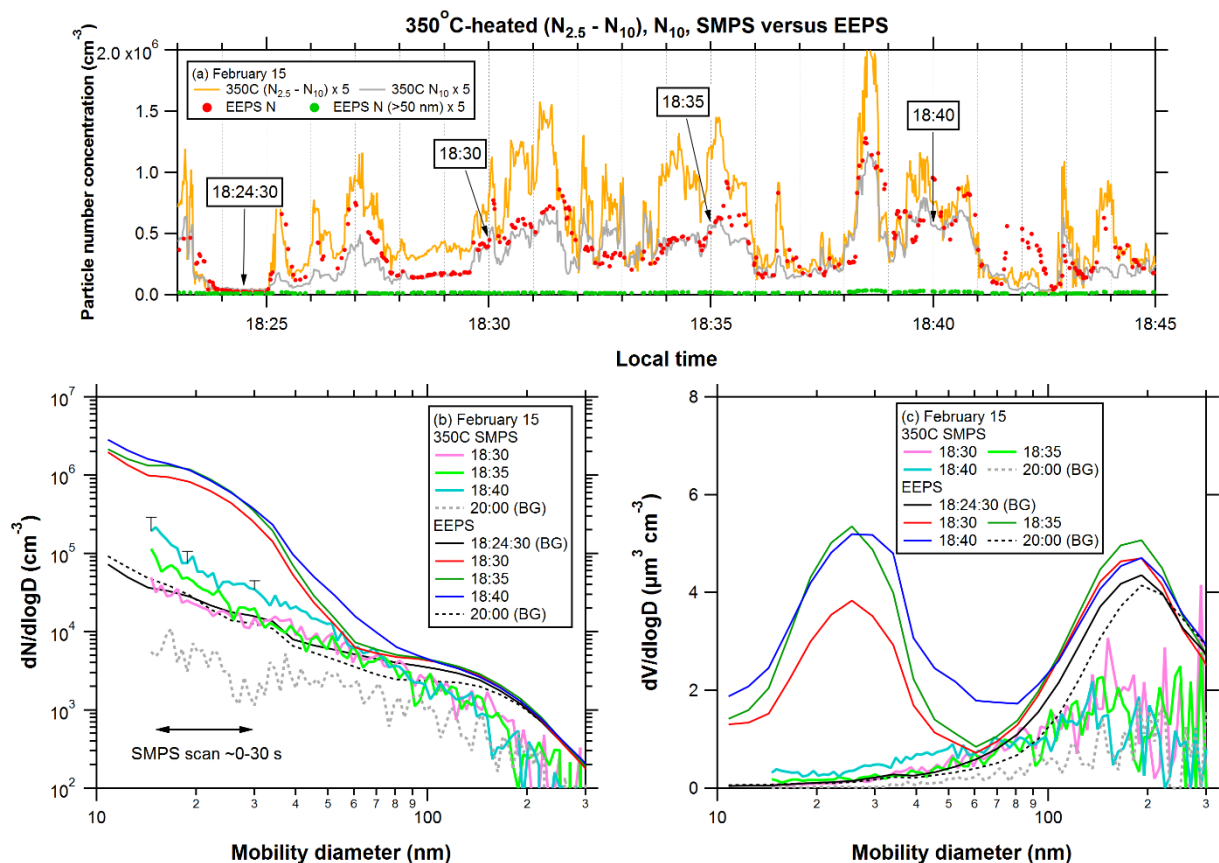 350°C-heated (N2.5 - N10), N10, SMPS versus EEPS
Particle number concentration (cm-3)
2.0 x10^6
1.5
1.0
0.5
0.0
(a) February 15
350C (N2.5 - N10) x 5 350C N10 x 5
EEPS N EEPS N (>50 nm) x 5
18:24:30
18:30
18:35
18:40
18:25 18:30 18:35 18:40 18:45
Local time
dN/dlogD (cm-3)
10^7
10^6
10^5
10^4
10^3
10^2
(b) February 15
350C SMPS
18:30
18:35
18:40
20:00 (BG)
EEPS
18:24:30 (BG)
18:30
18:35
18:40
20:00 (BG)
SMPS scan ~0-30 s
10 2 3 4 5 6 7 8 9 100 2 3
Mobility diameter (nm)
dV/dlogD (µm3 cm-3)
8
6
4
2
0
(c) February 15
350C SMPS
18:30 18:35
18:40 20:00 (BG)
EEPS
18:24:30 (BG)
18:30 18:35
18:40 20:00 (BG)
10 2 3 4 5 6 7 8 9 100 2 3
Mobility diameter (nm)